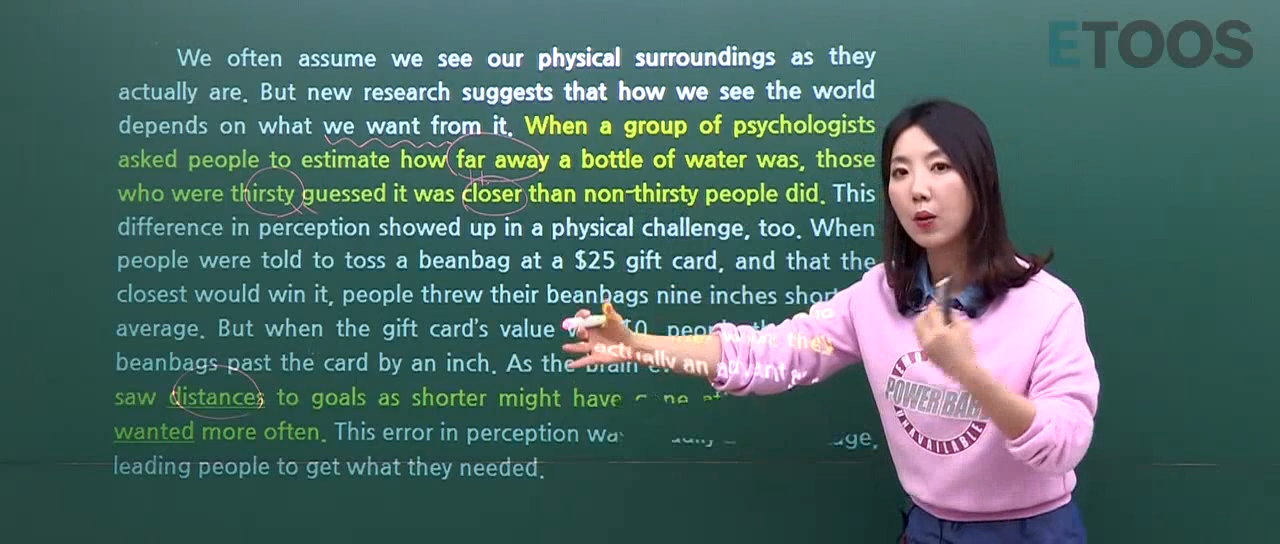 ETOOS
We often assume we see our physical surroundings as they
actually are. But new research suggests that how we see the world
depends on what we want from it. When a group of psychologists
asked people to estimate how far away a bottle of water was, those
who were thirsty guessed it was closer than non-thirsty people did. This
difference in perception showed up in a physical challenge, too. When
people were told to toss a beanbag at a $25 gift card, and that the
closest would win it, people threw their beanbags nine inches short
average. But when the gift card's value
beanbags past the card by an inch. As the brain
saw distances to goals as shorter might have
wanted more often. This error in perception
leading people to get what they needed.
actually an
POWER BAG
UNAVAILABLE